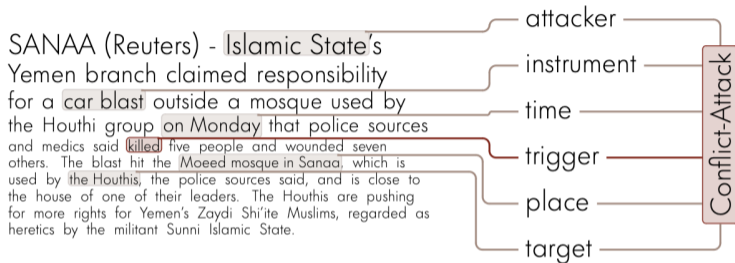 SANAA (Reuters) - Islamic State's
Yemen branch claimed responsibility
for a car blast outside a mosque used by
the Houthi group on Monday that police sources
and medics said killed five people and wounded seven
others. The blast hit the Moeed mosque in Sanaa, which is
used by the Houthis, the police sources said, and is close to
the house of one of their leaders. The Houthis are pushing
for more rights for Yemen's Zaydi Shi'ite Muslims, regarded as
heretics by the militant Sunni Islamic State.
attacker
instrument
time
trigger
place
target
Conflict-Attack